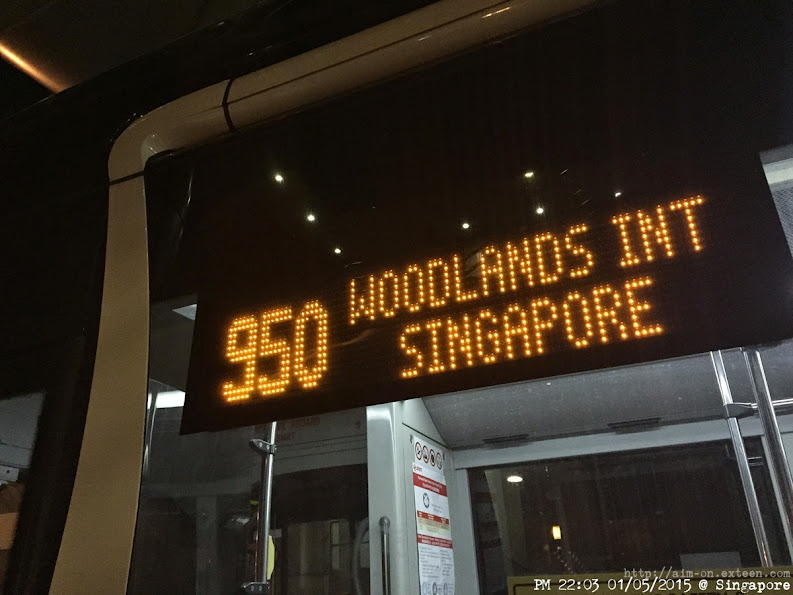 950
WOODLANDS INT
SINGAPORE
http://aim-on.exteen.com
PM 22:03 01/05/2015 @ Singapore